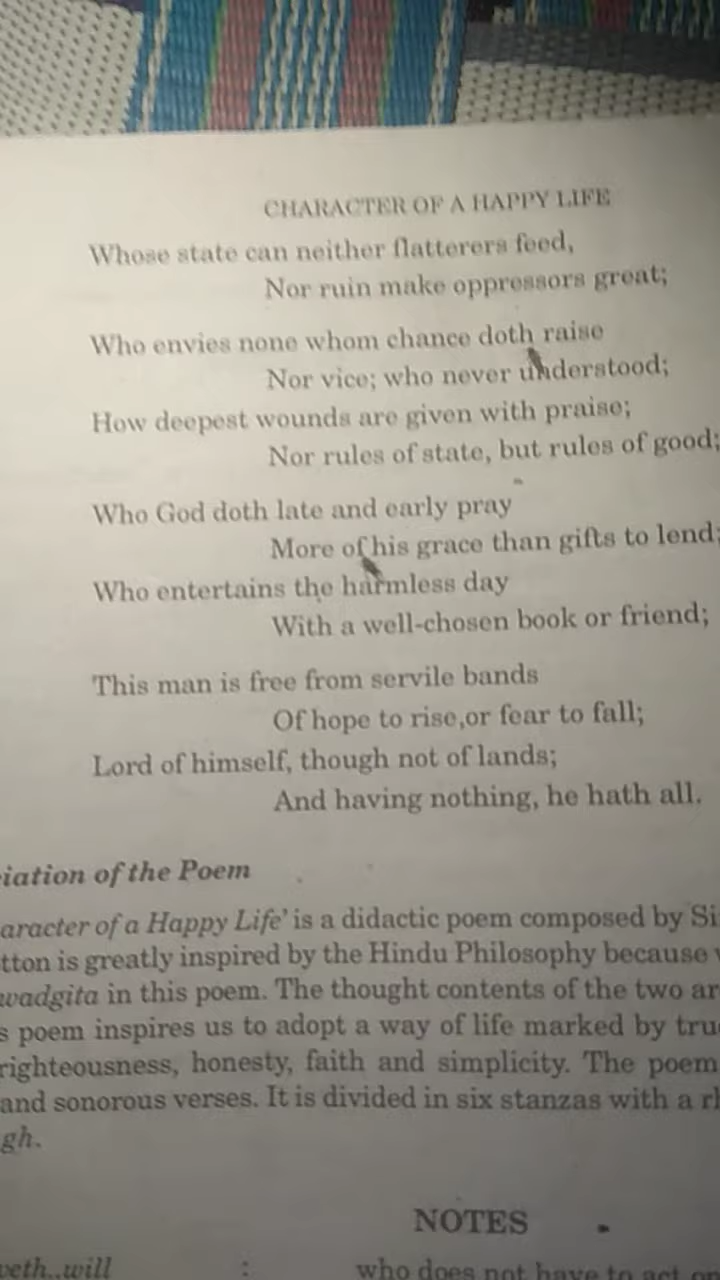 CHARACTER OF A HAPPY LIFE
Whose state can neither flatterers feed,
Nor ruin make oppressors great;
Who envies none whom chance doth raise
Nor vice; who never understood;
How deepest wounds are given with praise;
Nor rules of state, but rules of good;
Who God doth late and early pray
More of his grace than gifts to lend;
Who entertains the harmless day
With a well-chosen book or friend;
This man is free from servile bands
Of hope to rise,or fear to fall;
Lord of himself, though not of lands;
And having nothing, he hath all.
iation of the Poem
aracter of a Happy Life' is a didactic poem composed by Si
tton is greatly inspired by the Hindu Philosophy because
wadgita in this poem. The thought contents of the two ar
s poem inspires us to adopt a way of life marked by tru
righteousness, honesty, faith and simplicity. The poem
and sonorous verses. It is divided in six stanzas with a rh
gh.
NOTES
veth..will : who does not have to act on